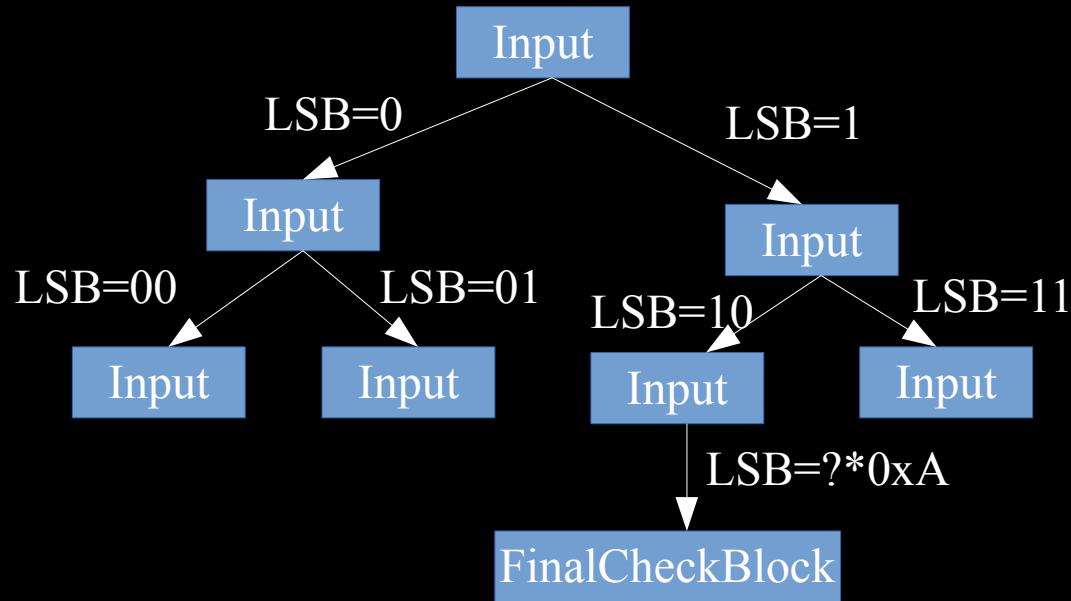 Input
LSB=0
LSB=1
Input
Input
LSB=00
LSB=01
LSB=10
LSB=11
Input
Input
Input
Input
LSB=?*0xA
FinalCheckBlock